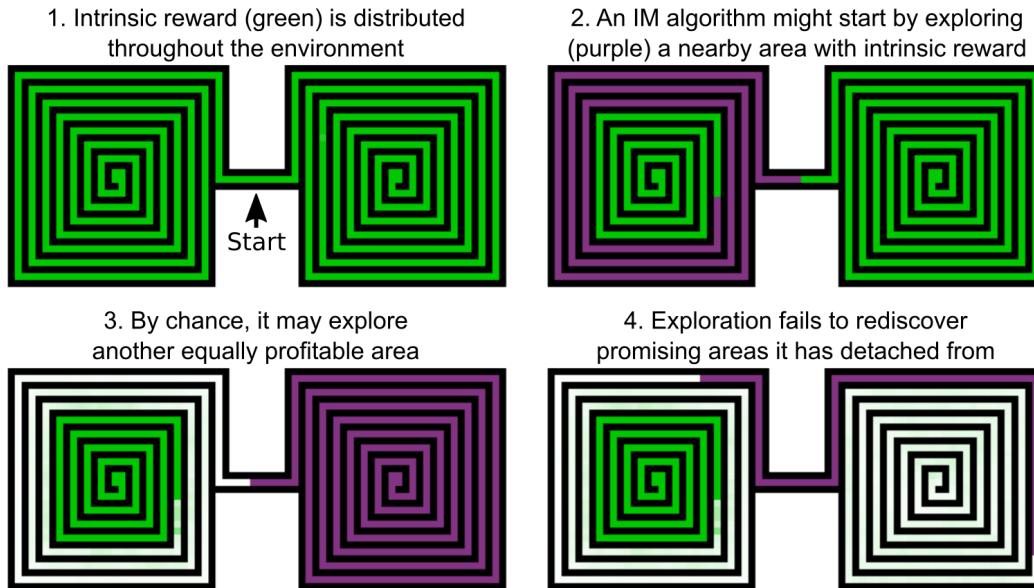 1. Intrinsic reward (green) is distributed
throughout the environment
2. An IM algorithm might start by exploring
(purple) a nearby area with intrinsic reward
Start
3. By chance, it may explore
another equally profitable area
4. Exploration fails to rediscover
promising areas it has detached from